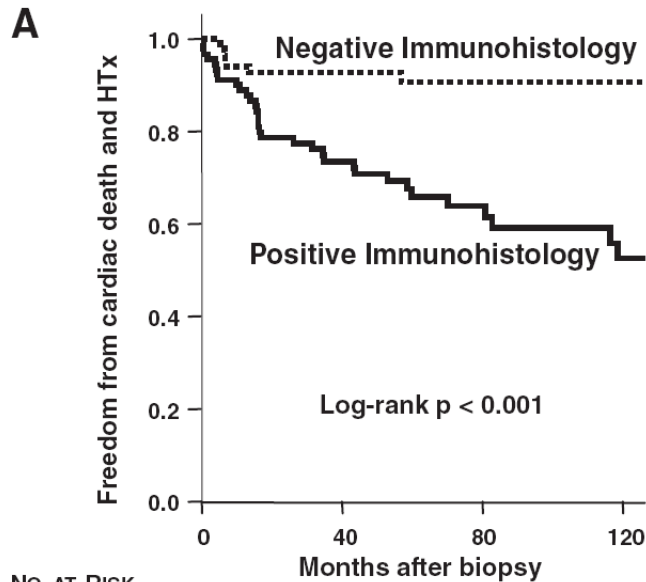 A
Freedom from cardiac death and HTx
1.0
0.8
0.6
0.4
0.2
0.0
Negative Immunohistology
Positive Immunohistology
Log-rank p < 0.001
0 40 80 120
Months after biopsy
No. AT RISK